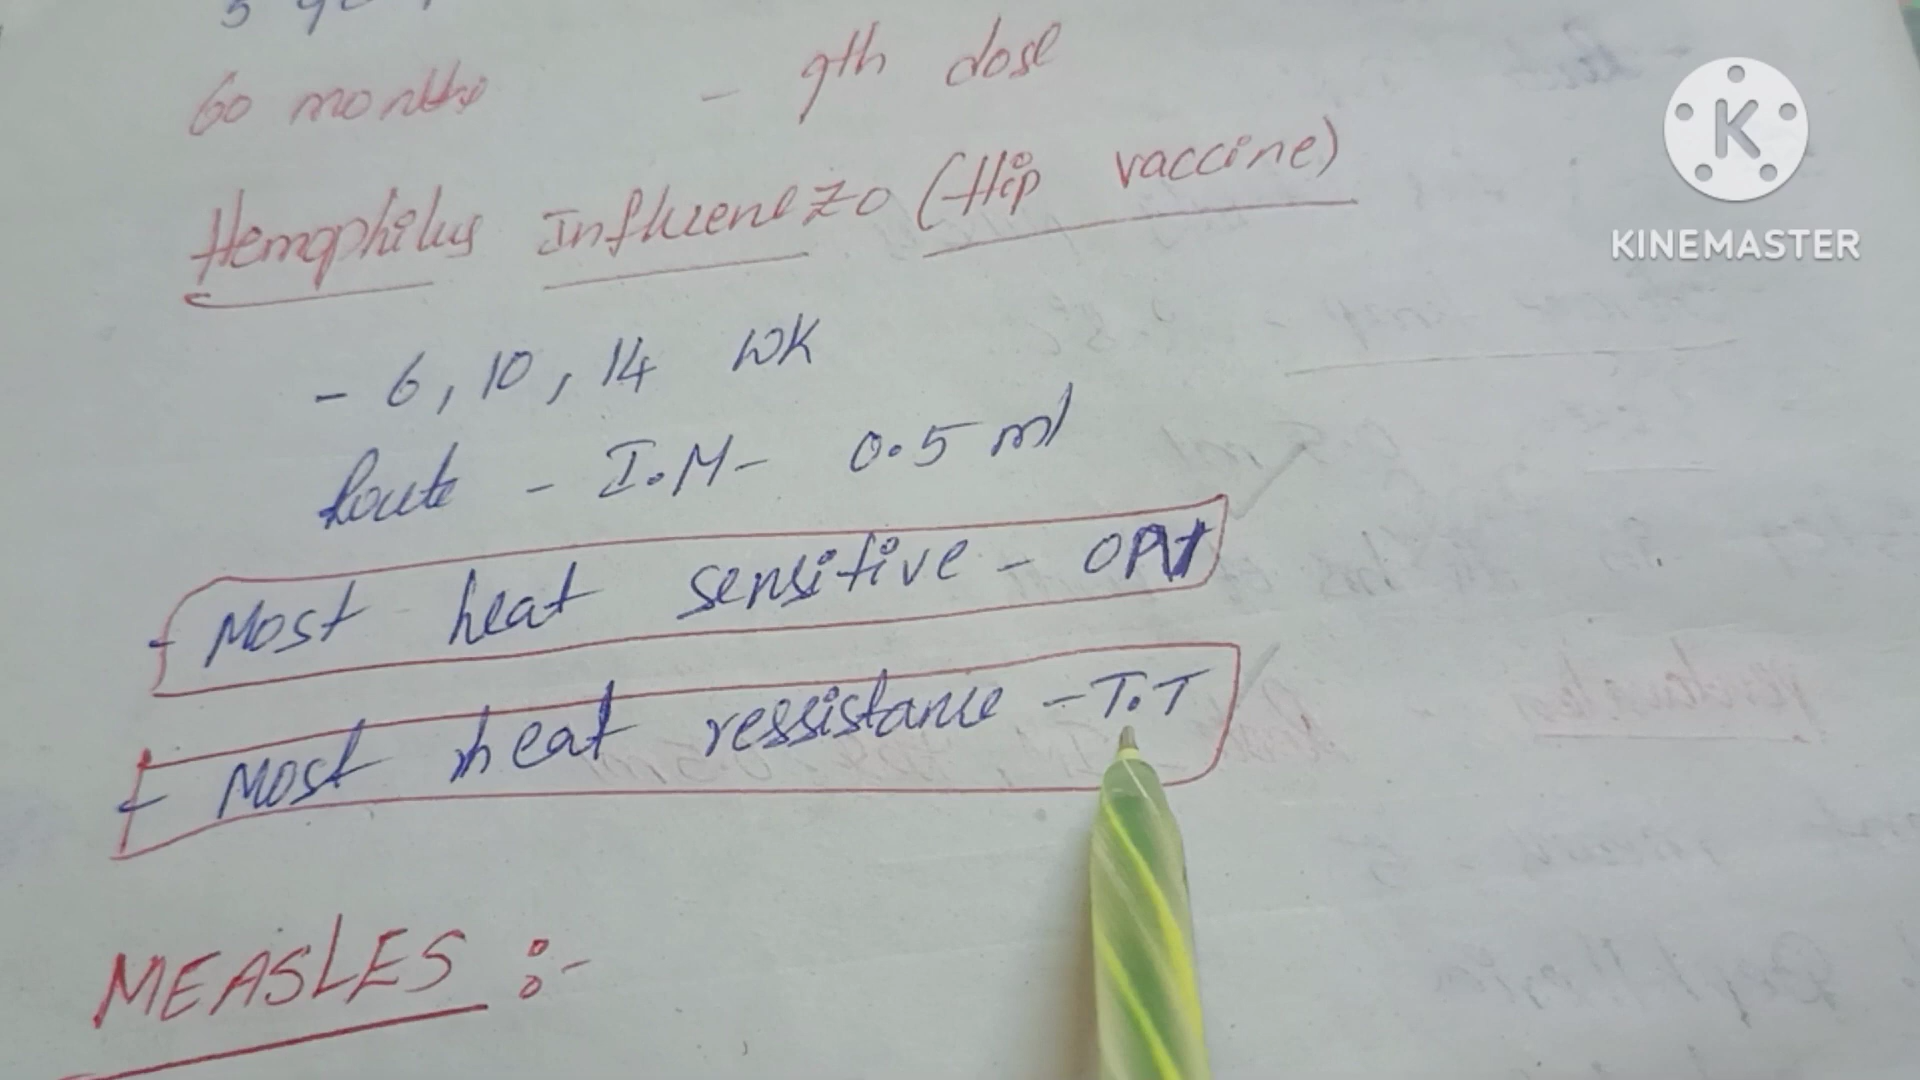 60 months - 9th dose
Hemophilus Influenezo (Hip vaccine)
- 6, 10, 14 WK
Route - I.M - 0.5 ml
- Most heat sensitive - OPV
- Most heat ressistance - T.T
MEASLES :-
K
KINEMASTER